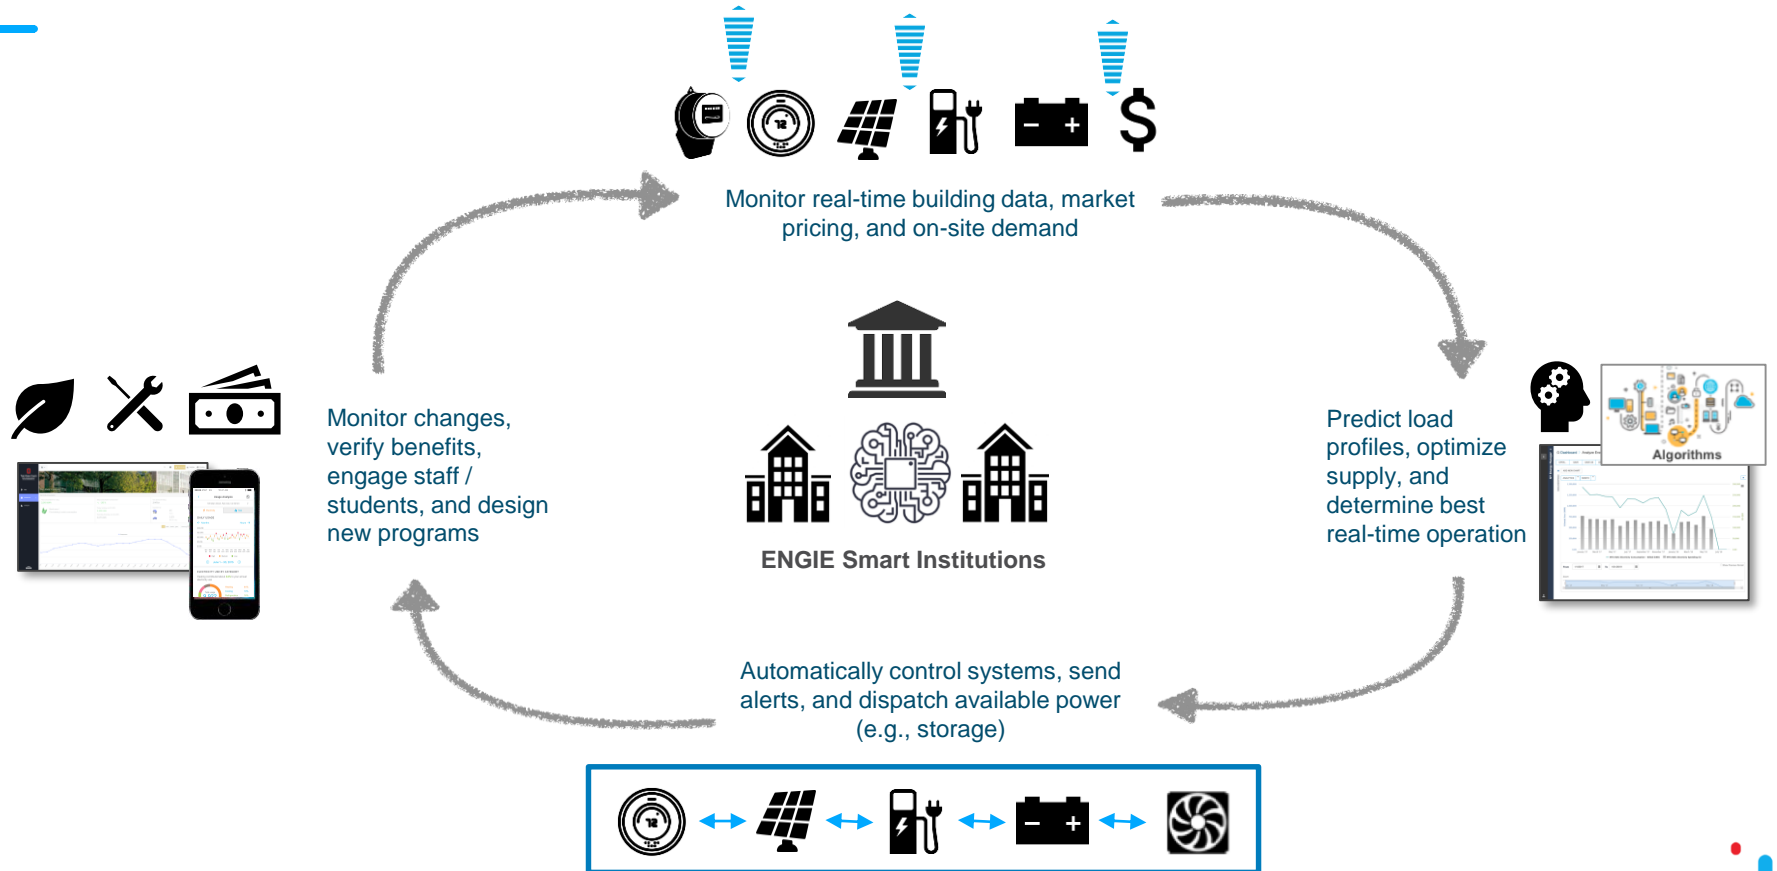 Monitor real-time building data, market
pricing, and on-site demand
Monitor changes,
verify benefits,
engage staff /
students, and design
new programs
Predict load
profiles, optimize
supply, and
determine best
real-time operation
Algorithms
ENGIE Smart Institutions
Automatically control systems, send
alerts, and dispatch available power
(e.g., storage)